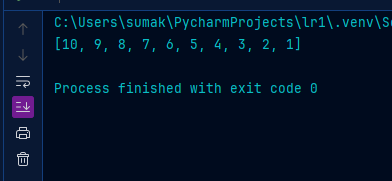 C:\Users\sumak\PycharmProjects\lr1\.venv\Sc
[10, 9, 8, 7, 6, 5, 4, 3, 2, 1]
Process finished with exit code 0